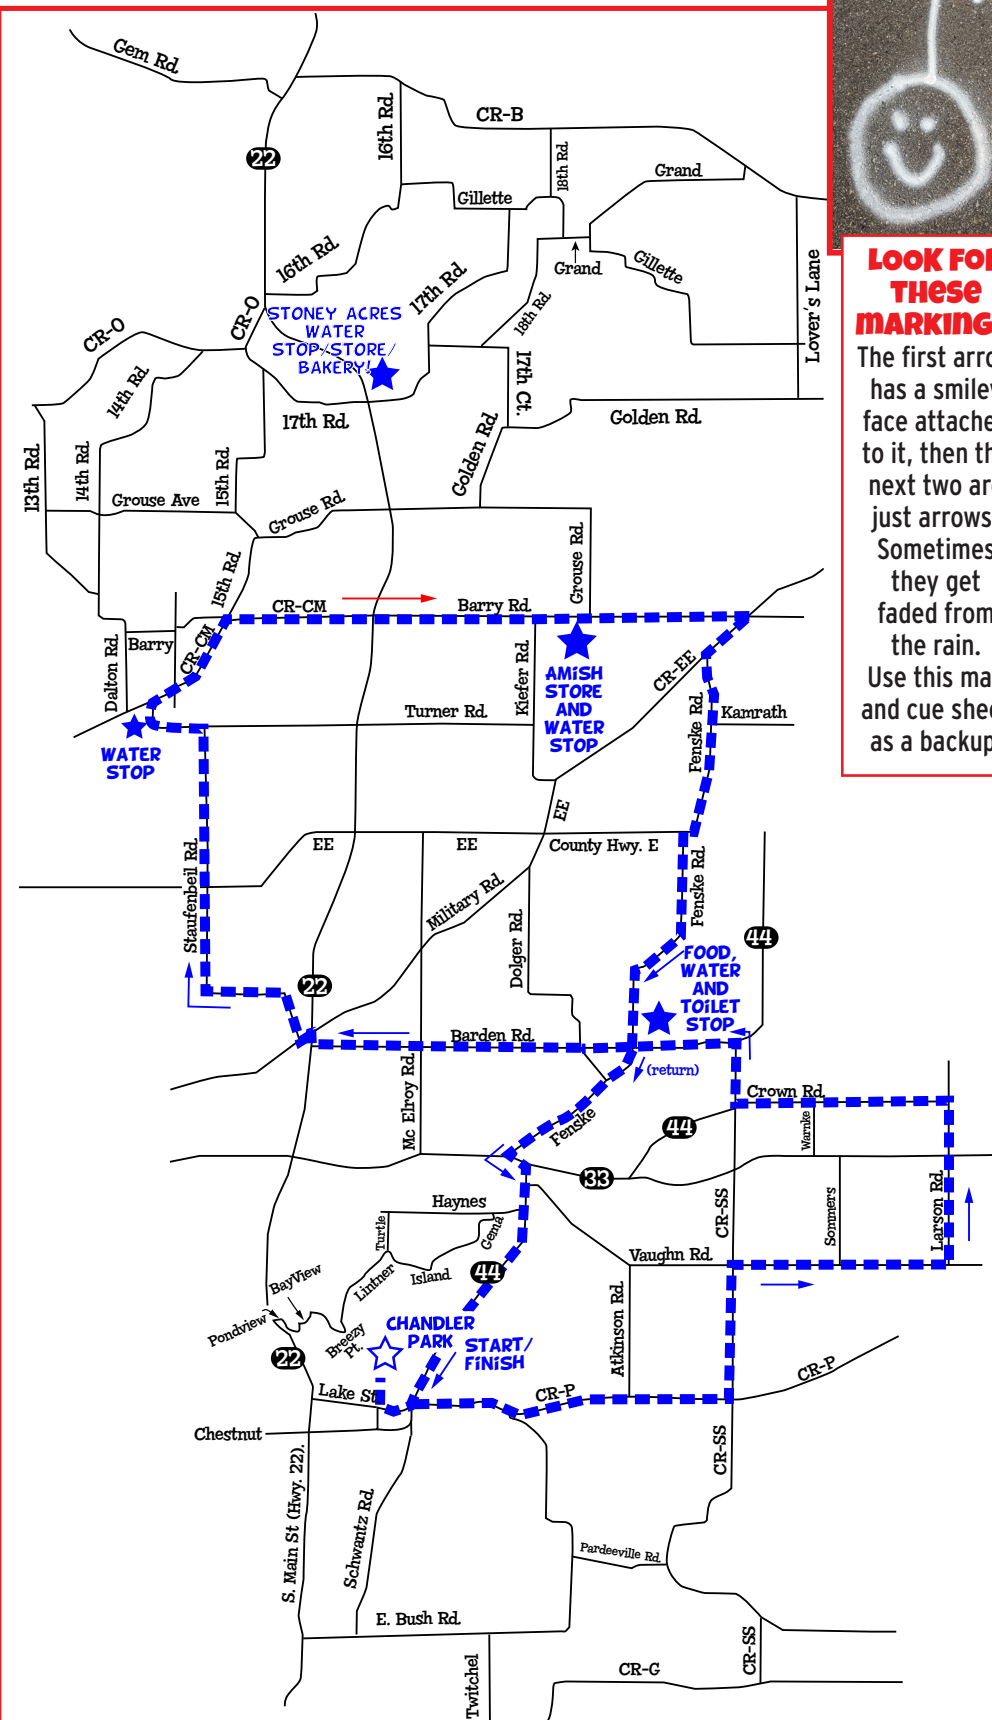 Gem Rd.
16th Rd.
CR-B
22
18th Rd.
Grand
Gillette
16th Rd.
Grand
Gillette
Lover's Lane
17th Rd.
18th Rd.
CR-O
CR-O
STONEY ACRES
WATER
STOP/STORE/
BAKERY!
14th Rd.
17th Ct.
17th Rd.
Golden Rd.
Golden Rd.
13th Rd.
14th Rd.
15th Rd.
Grouse Ave
Grouse Rd.
Grouse Rd.
15th Rd.
CR-CM
Barry Rd.
Dalton Rd.
Barry
CR-CM
Kiefer Rd.
AMISH
STORE
AND
WATER
STOP
CR-EE
Turner Rd.
Fenske Rd.
Kamrath
WATER
STOP
EE
EE
EE
County Hwy. E
Staufenbeil Rd.
Military Rd.
Fenske Rd.
Dolger Rd.
44
FOOD,
WATER
AND
TOILET
STOP
22
Barden Rd.
(return)
Mc Elroy Rd.
Crown Rd.
Fenske
44
Warnke
33
Haynes
Turtle
Gema
CR-SS
Sommers
Larson Rd.
Vaughn Rd.
Lintner
Island
44
BayView
Pondview
Breezy
Pt.
CHANDLER
PARK
START/
FINISH
Atkinson Rd.
22
Lake St.
CR-P
CR-P
Chestnut
CR-SS
S. Main St (Hwy. 22).
Schwantz Rd.
Pardeeville Rd.
E. Bush Rd.
CR-SS
CR-G
Twitchel
LOOK FO
THESE
MARKING
The first arro
has a smile
face attache
to it, then th
next two ar
just arrows
Sometimes
they get
faded from
the rain.
Use this ma
and cue shee
as a backup